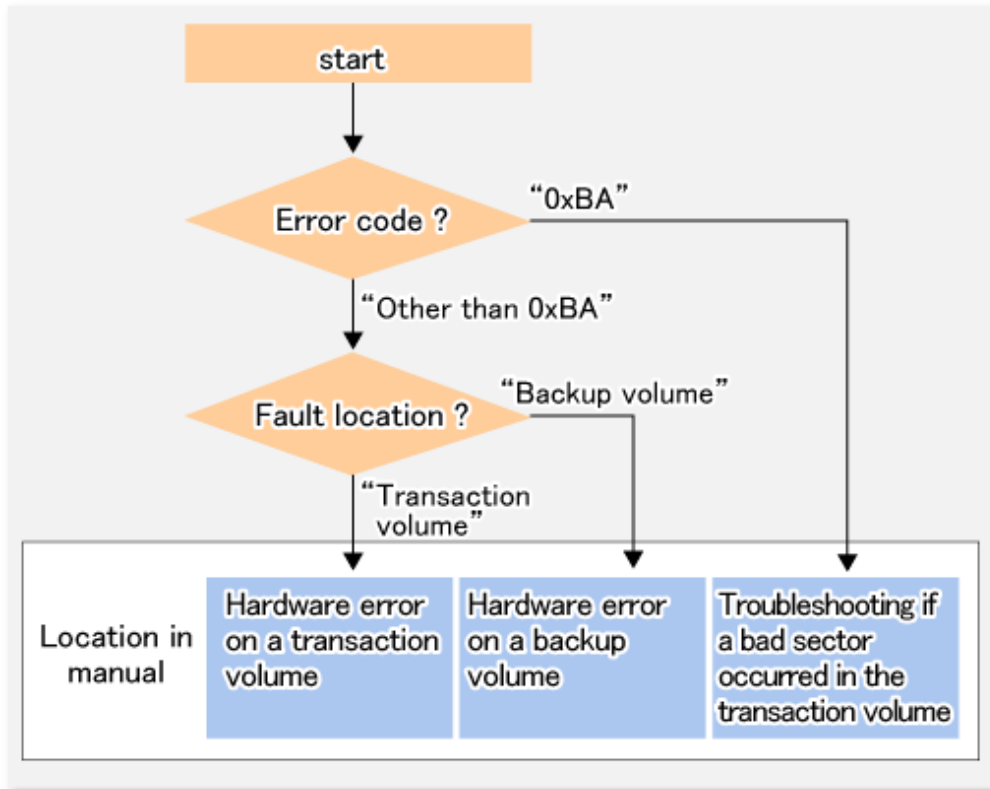 start
Error code ?
“0xBA”
“Other than 0xBA”
Fault location ?
“Backup volume”
“Transaction
volume”
Location in
manual
Hardware error
on a transaction
volume
Hardware error
on a backup
volume
Troubleshooting if
a bad sector
occurred in the
transaction volume